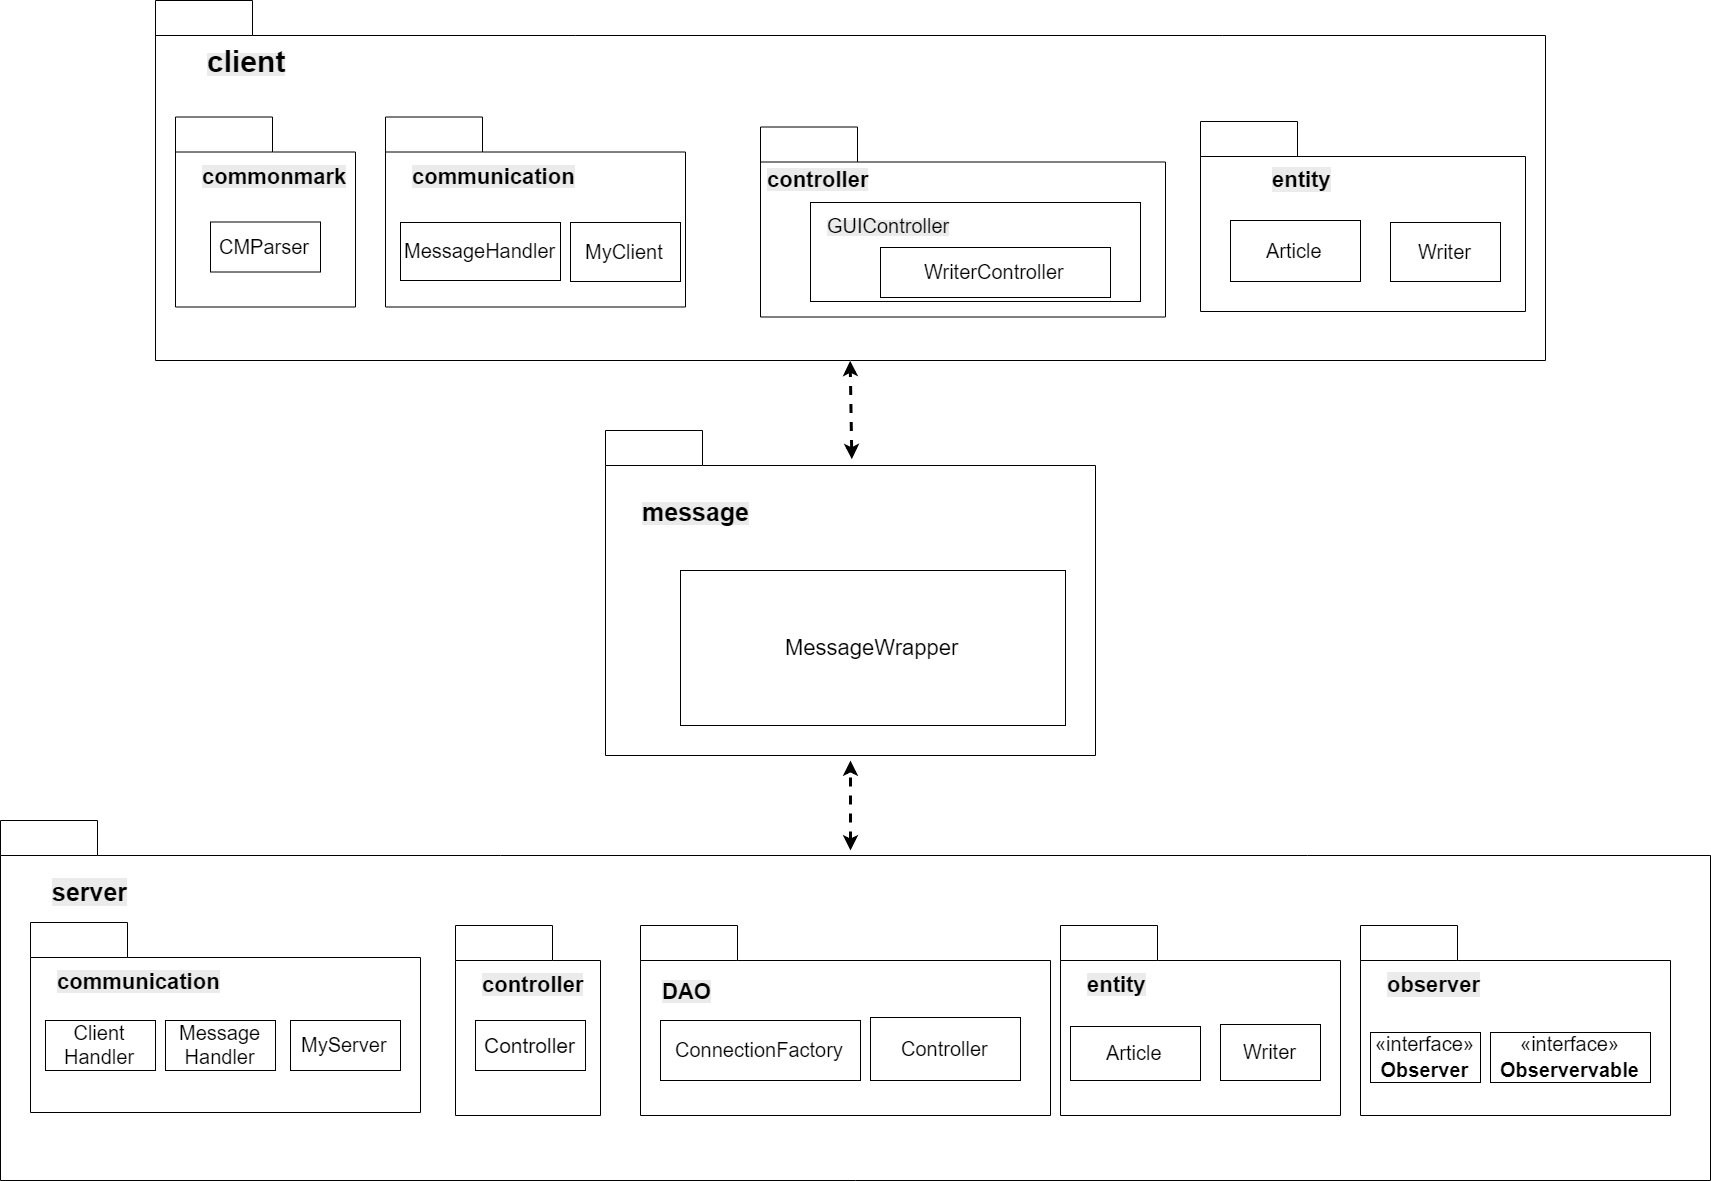 client
commonmark
CMParser
communication
MessageHandler
MyClient
controller
GUIController
WriterController
entity
Article
Writer
message
MessageWrapper
server
communication
Client
Handler
Message
Handler
MyServer
controller
Controller
DAO
ConnectionFactory
Controller
entity
Article
Writer
observer
«interface»
Observer
«interface»
Observervable